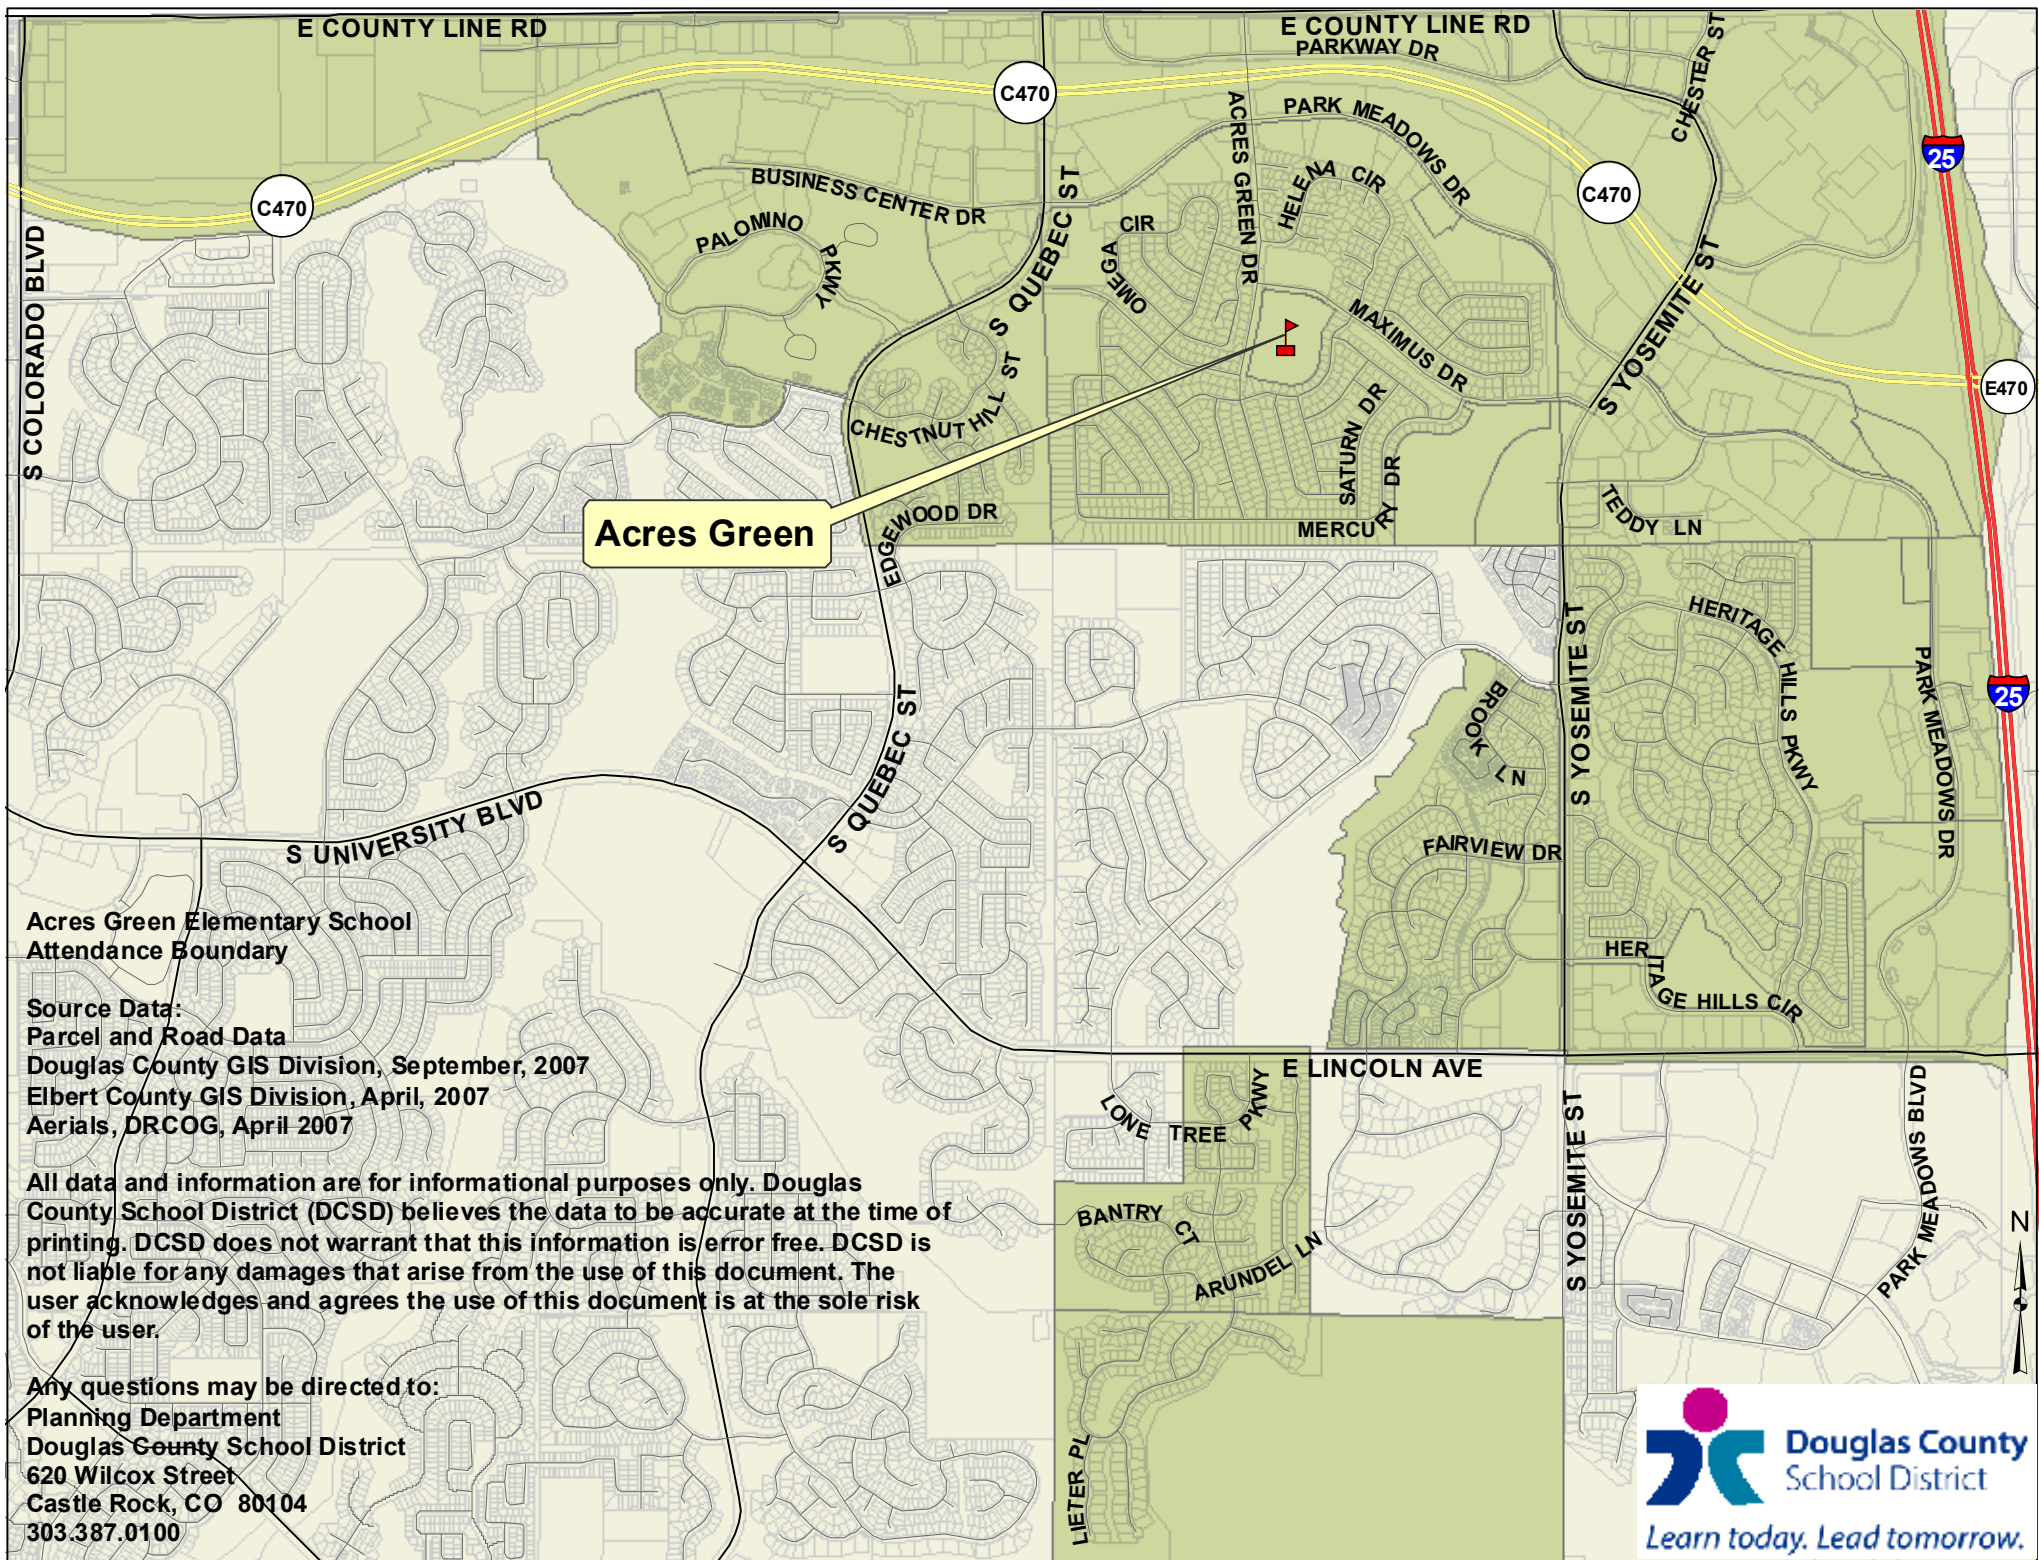 E COUNTY LINE RD
E COUNTY LINE RD
PARKWAY DR
CHESTER ST
C470
ACRES GREEN DR
PARK MEADOWS DR
25
HELENA CIR
BUSINESS CENTER DR
C470
C470
S QUEBEC ST
PALOMINO PKWY
OMEGA CIR
S COLORADO BLVD
S YOSEMITE ST
MAXIMUS DR
E470
CHESTNUT HILL ST
SATURN DR
Acres Green
EDGEWOOD DR
MERCURY DR
TEDDY LN
HERITAGE HILLS PKWY
S YOSEMITE ST
PARK MEADOWS DR
25
BROOK LN
S QUEBEC ST
S UNIVERSITY BLVD
FAIRVIEW DR
HERITAGE HILLS CIR
E LINCOLN AVE
LONE TREE PKWY
S YOSEMITE ST
PARK MEADOWS BLVD
BANTRY CT
ARUNDEL LN
LIETER PL
N
Acres Green Elementary School
Attendance Boundary
Source Data:
Parcel and Road Data
Douglas County GIS Division, September, 2007
Elbert County GIS Division, April, 2007
Aerials, DRCOG, April 2007
All data and information are for informational purposes only. Douglas
County School District (DCSD) believes the data to be accurate at the time of
printing. DCSD does not warrant that this information is error free. DCSD is
not liable for any damages that arise from the use of this document. The
user acknowledges and agrees the use of this document is at the sole risk
of the user.
Any questions may be directed to:
Planning Department
Douglas County School District
620 Wilcox Street
Castle Rock, CO  80104
303.387.0100
Douglas County
School District
Learn today. Lead tomorrow.